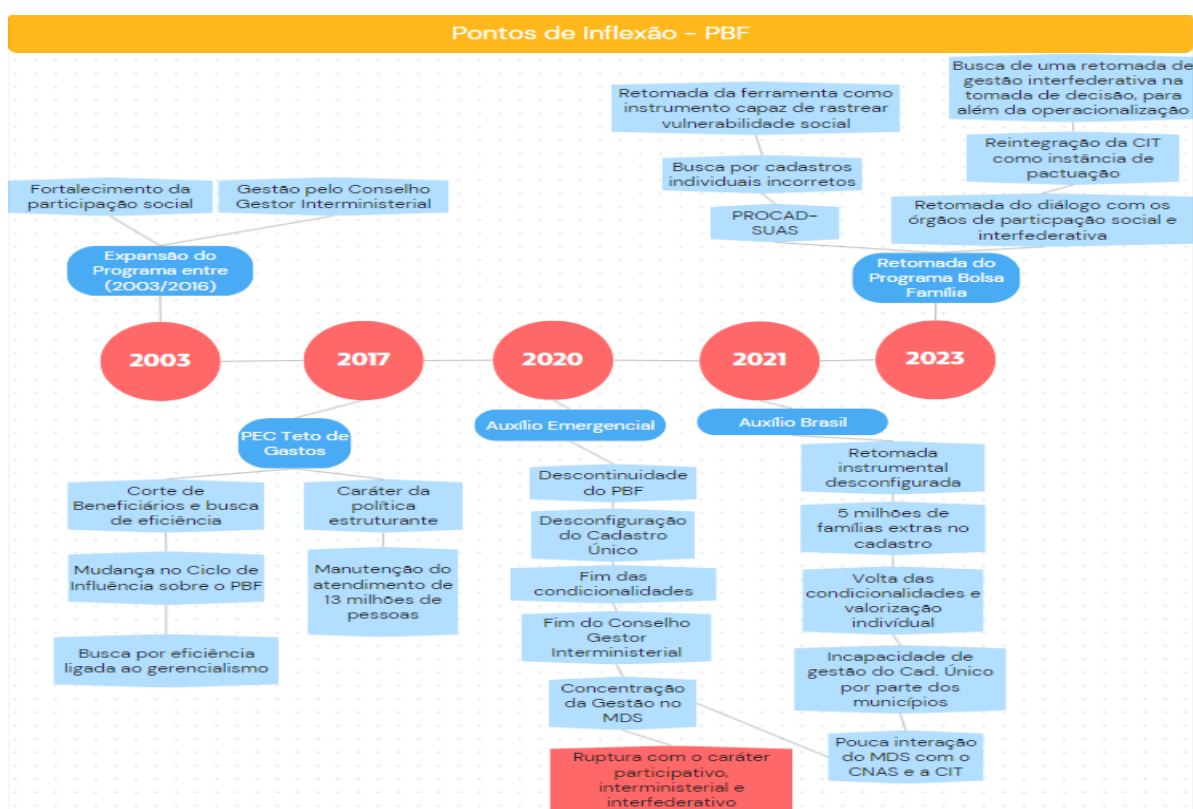 Pontos de Inflexão – PBF
Busca de uma retomada de
gestão interfederativa na
tomada de decisão, para
além da operacionalização
Retomada da ferramenta como
instrumento capaz de rastrear
vulnerabilidade social
Reintegração da CIT
como instância de
pactuação
Busca por cadastros
individuais incorretos
Fortalecimento da
participação social
Gestão pelo Conselho
Gestor Interministerial
PROCAD-
SUAS
Retomada do diálogo com os
órgãos de particpação social e
interfederativa
Expansão do
Programa entre
(2003/2016)
Retomada do
Programa Bolsa
Família
2003
2017
2020
2021
2023
PEC Teto de
Gastos
Auxílio Emergencial
Auxílio Brasil
Corte de
Beneficiários e busca
de eficiência
Mudança no Ciclo de
Influência sobre o PBF
Busca por eficiência
ligada ao gerencialismo
Caráter da
política
estruturante
Manutenção do
atendimento de
13 milhões de
pessoas
Descontinuidade
do PBF
Desconfiguração
do Cadastro
Único
Fim das
condicionalidades
Fim do Conselho
Gestor
Interministerial
Concentração
da Gestão no
MDS
Ruptura com o caráter
participativo,
interministerial e
interfederativo
Retomada
instrumental
desconfigurada
5 milhões de
famílias extras no
cadastro
Volta das
condicionalidades e
valorização
indivídual
Incapacidade de
gestão do Cad. Único
por parte dos
municípios
Pouca interação
do MDS com o
CNAS e a CIT